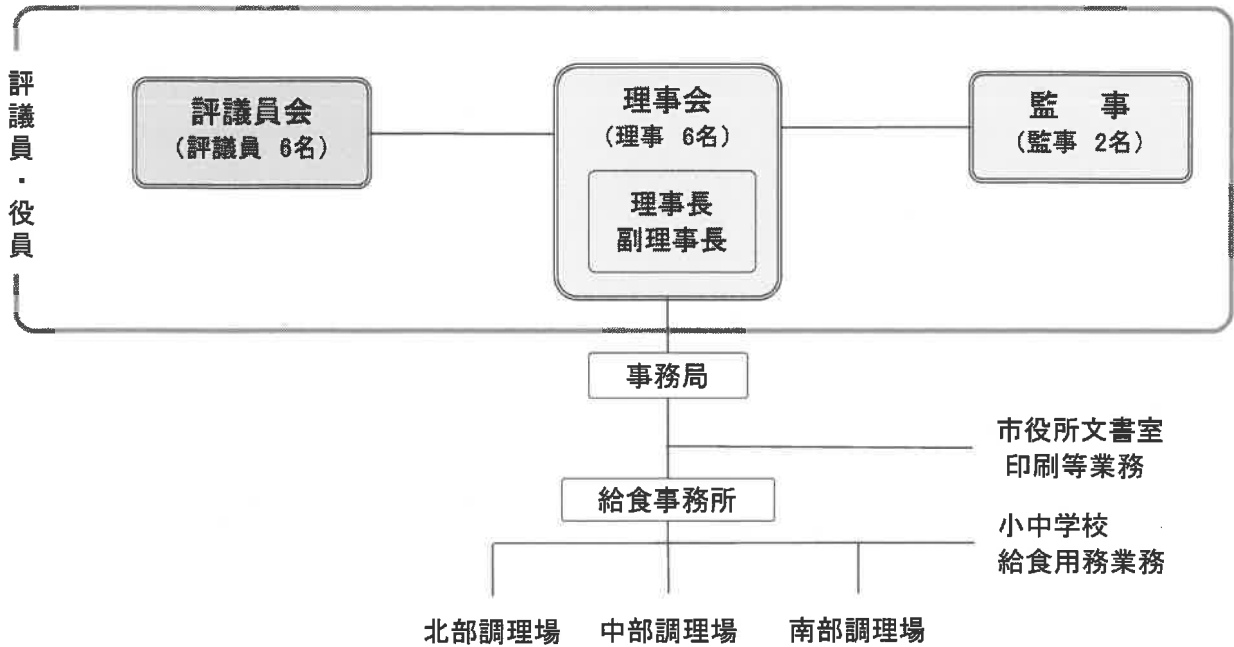 評議員・役員
評議員会
(評議員 6名)
理事会
(理事 6名)
理事長
副理事長
監 事
(監事 2名)
事務局
市役所文書室
印刷等業務
給食事務所
小中学校
給食用務業務
北部調理場
中部調理場
南部調理場